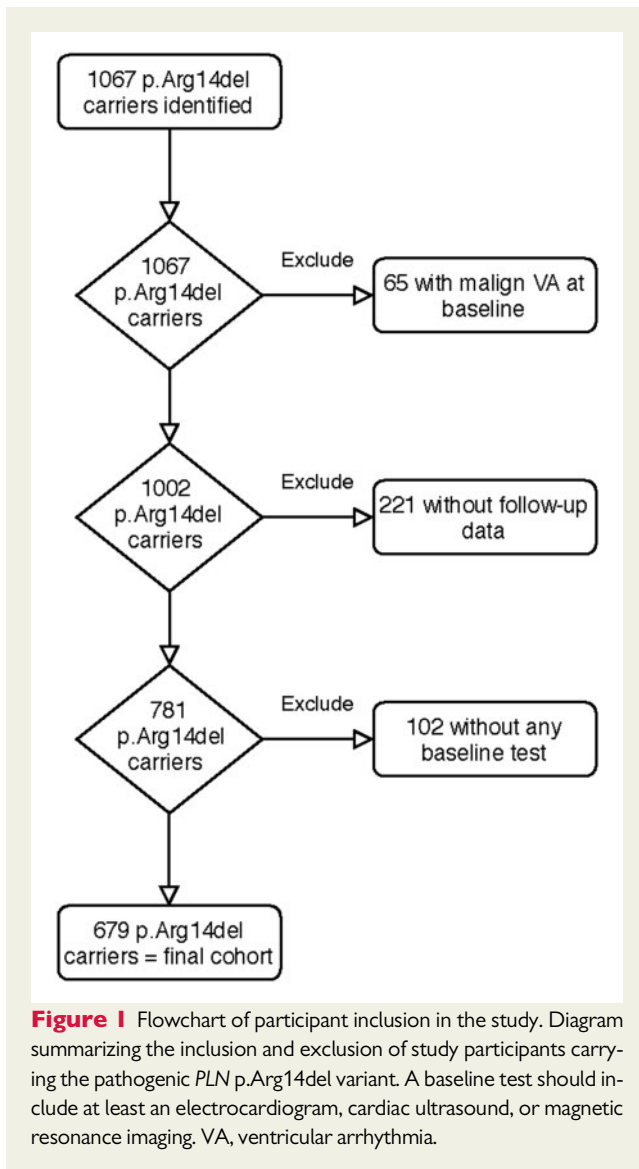 1067 p.Arg14del
carriers identified
1067
p.Arg14del
carriers
Exclude
65 with malign VA at
baseline
1002
p.Arg14del
carriers
Exclude
221 without follow-up
data
781
p.Arg14del
carriers
Exclude
102 without any
baseline test
679 p.Arg14del
carriers = final cohort
Figure 1 Flowchart of participant inclusion in the study. Diagram
summarizing the inclusion and exclusion of study participants carry-
ing the pathogenic PLN p.Arg14del variant. A baseline test should in-
clude at least an electrocardiogram, cardiac ultrasound, or magnetic
resonance imaging. VA, ventricular arrhythmia.